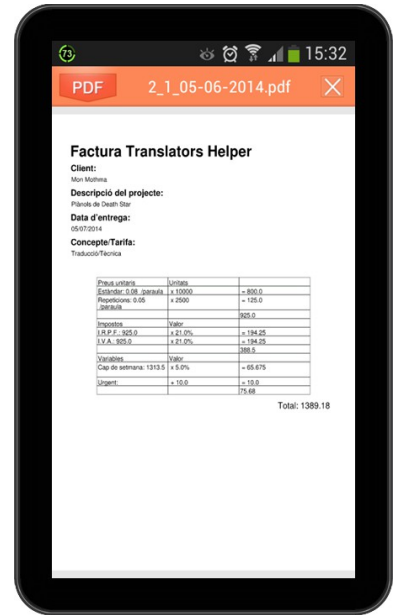 73 15:32
PDF 2_1_05-06-2014.pdf
Factura Translators Helper
Client:
Mon Mothma
Descripció del projecte:
Plànols de Death Star
Data d'entrega:
05/07/2014
Concepte/Tarifa:
Traducció/Tècnica
Preus unitaris Unitats
Estàndar: 0.08 /paraula x 10000 = 800.0
Repeticions: 0.05 x 2500 = 125.0
/paraula
925.0
Impostos Valor
I.R.P.F.: 925.0 x 21.0% = 194.25
I.V.A.: 925.0 x 21.0% = 194.25
388.5
Variables Valor
Cap de setmana: 1313.5 x 5.0% = 65.675
Urgent: + 10.0 = 10.0
75.68
Total: 1389.18